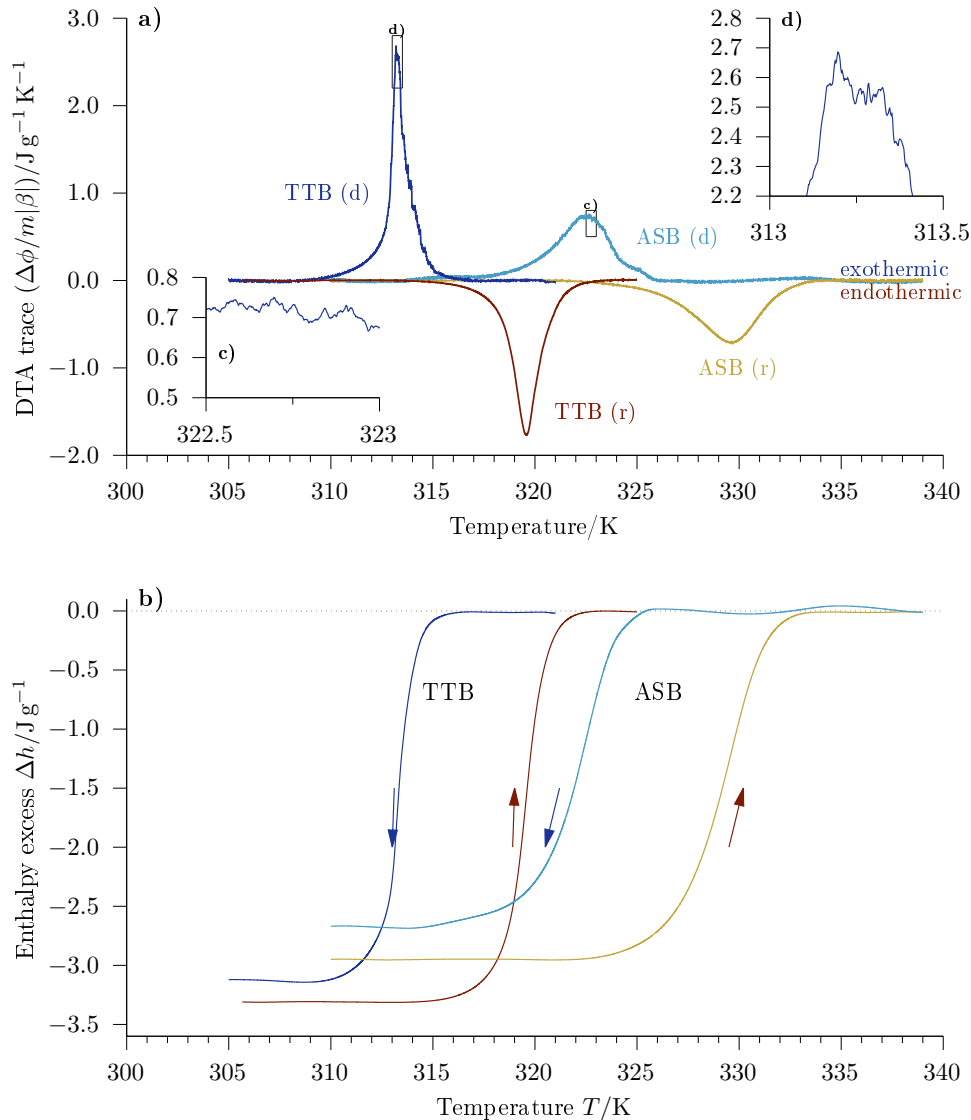 a)
3.0
2.0
1.0
0.0
−1.0
−2.0
DTA trace (Δϕ/m|β|)/J g⁻¹ K⁻¹
d)
TTB (d)
c)
ASB (d)
d)
2.8
2.7
2.6
2.5
2.4
2.3
2.2
313
313.5
exothermic
endothermic
0.8
0.7
0.6
0.5
c)
322.5
323
TTB (r)
ASB (r)
300
305
310
315
320
325
330
335
340
Temperature/K
b)
0.0
−0.5
−1.0
−1.5
−2.0
−2.5
−3.0
−3.5
Enthalpy excess Δh/J g⁻¹
TTB
ASB
300
305
310
315
320
325
330
335
340
Temperature T/K